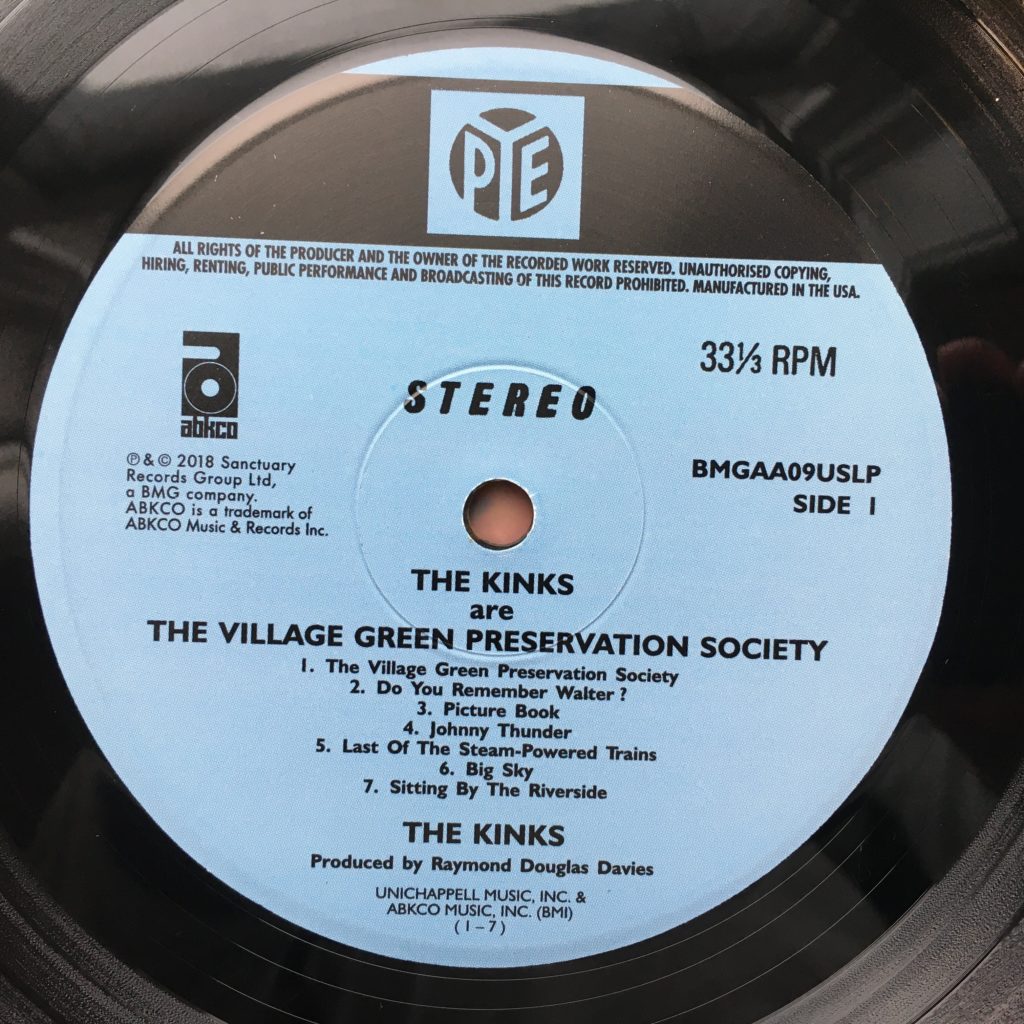 PYE
ALL RIGHTS OF THE PRODUCER AND THE OWNER OF THE RECORDED WORK RESERVED. UNAUTHORISED COPYING,
HIRING, RENTING, PUBLIC PERFORMANCE AND BROADCASTING OF THIS RECORD PROHIBITED. MANUFACTURED IN THE USA.
33⅓ RPM
STEREO
abkco
℗ & © 2018 Sanctuary
Records Group Ltd,
a BMG company.
ABKCO is a trademark of
ABKCO Music & Records Inc.
BMGAA09USLP
SIDE 1
THE KINKS
are
THE VILLAGE GREEN PRESERVATION SOCIETY
1. The Village Green Preservation Society
2. Do You Remember Walter ?
3. Picture Book
4. Johnny Thunder
5. Last Of The Steam-Powered Trains
6. Big Sky
7. Sitting By The Riverside
THE KINKS
Produced by Raymond Douglas Davies
UNICHAPPELL MUSIC, INC. &
ABKCO MUSIC, INC. (BMI)
( 1 – 7 )